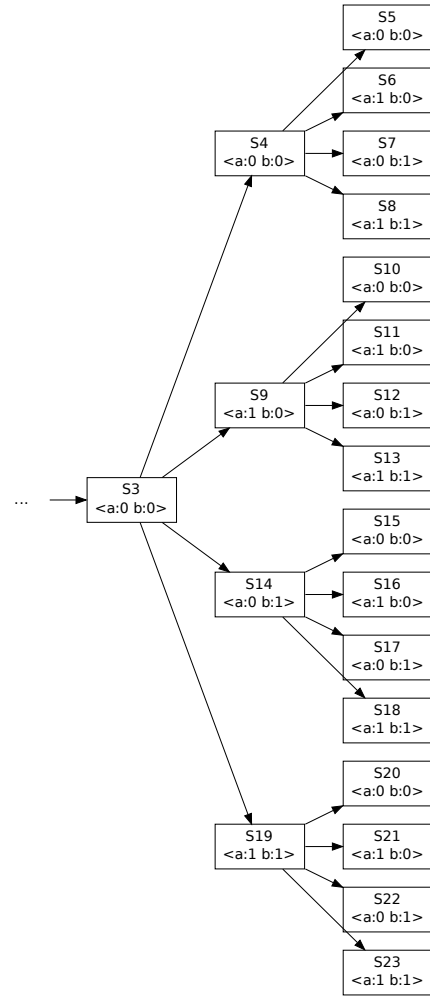 S5
<a:0 b:0>
S6
<a:1 b:0>
S4
<a:0 b:0>
S7
<a:0 b:1>
S8
<a:1 b:1>
S10
<a:0 b:0>
S11
<a:1 b:0>
S9
<a:1 b:0>
S12
<a:0 b:1>
S13
<a:1 b:1>
...
S3
<a:0 b:0>
S15
<a:0 b:0>
S14
<a:0 b:1>
S16
<a:1 b:0>
S17
<a:0 b:1>
S18
<a:1 b:1>
S20
<a:0 b:0>
S19
<a:1 b:1>
S21
<a:1 b:0>
S22
<a:0 b:1>
S23
<a:1 b:1>